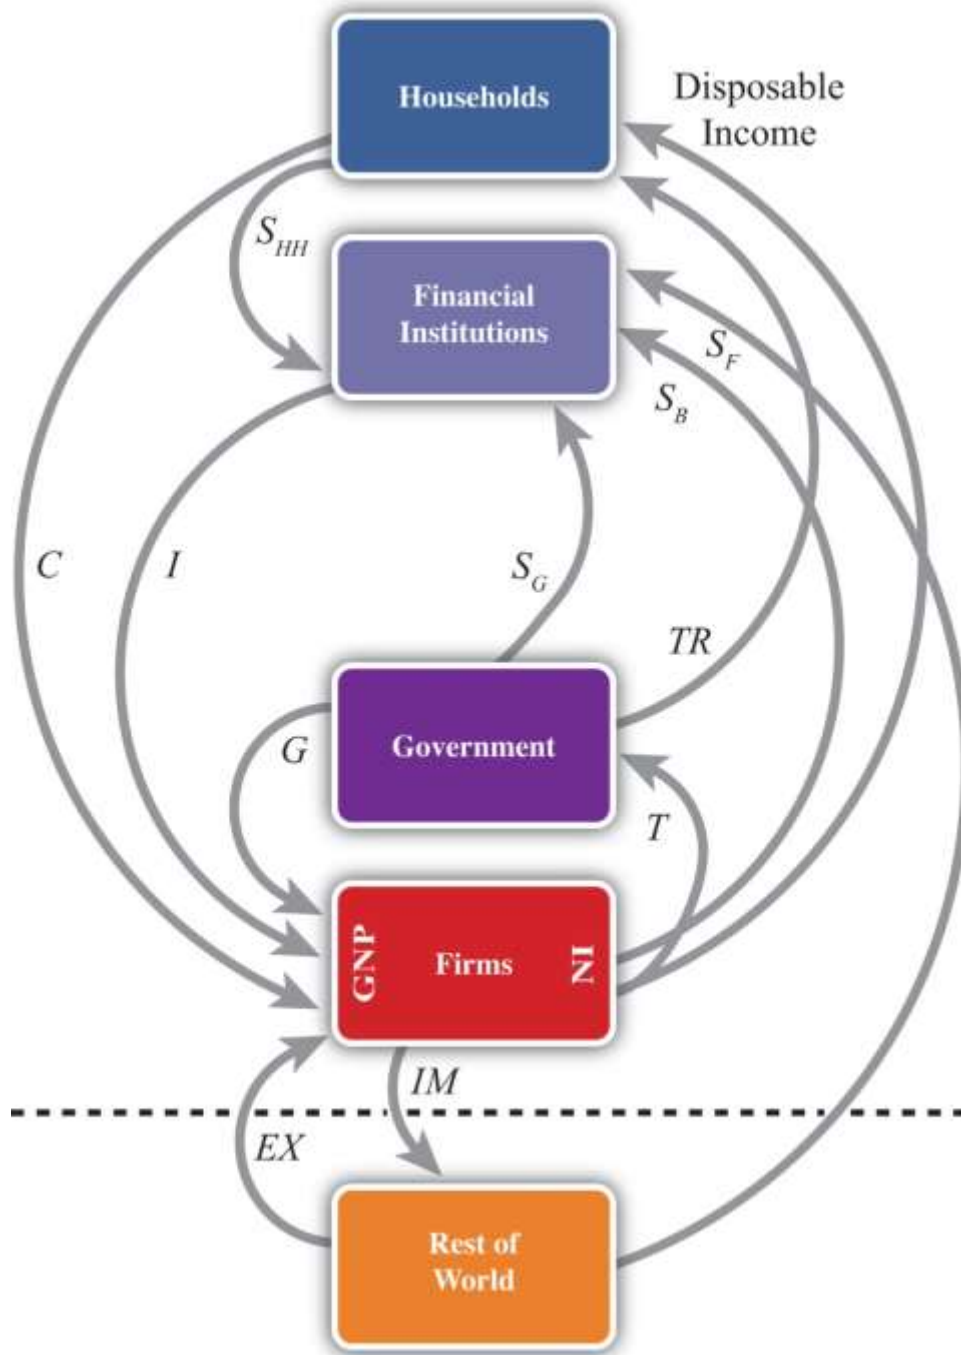 Households
Disposable
Income
S_HH
Financial
Institutions
S_F
S_B
C
I
S_G
TR
Government
G
T
GNP
Firms
NI
IM
EX
Rest of
World